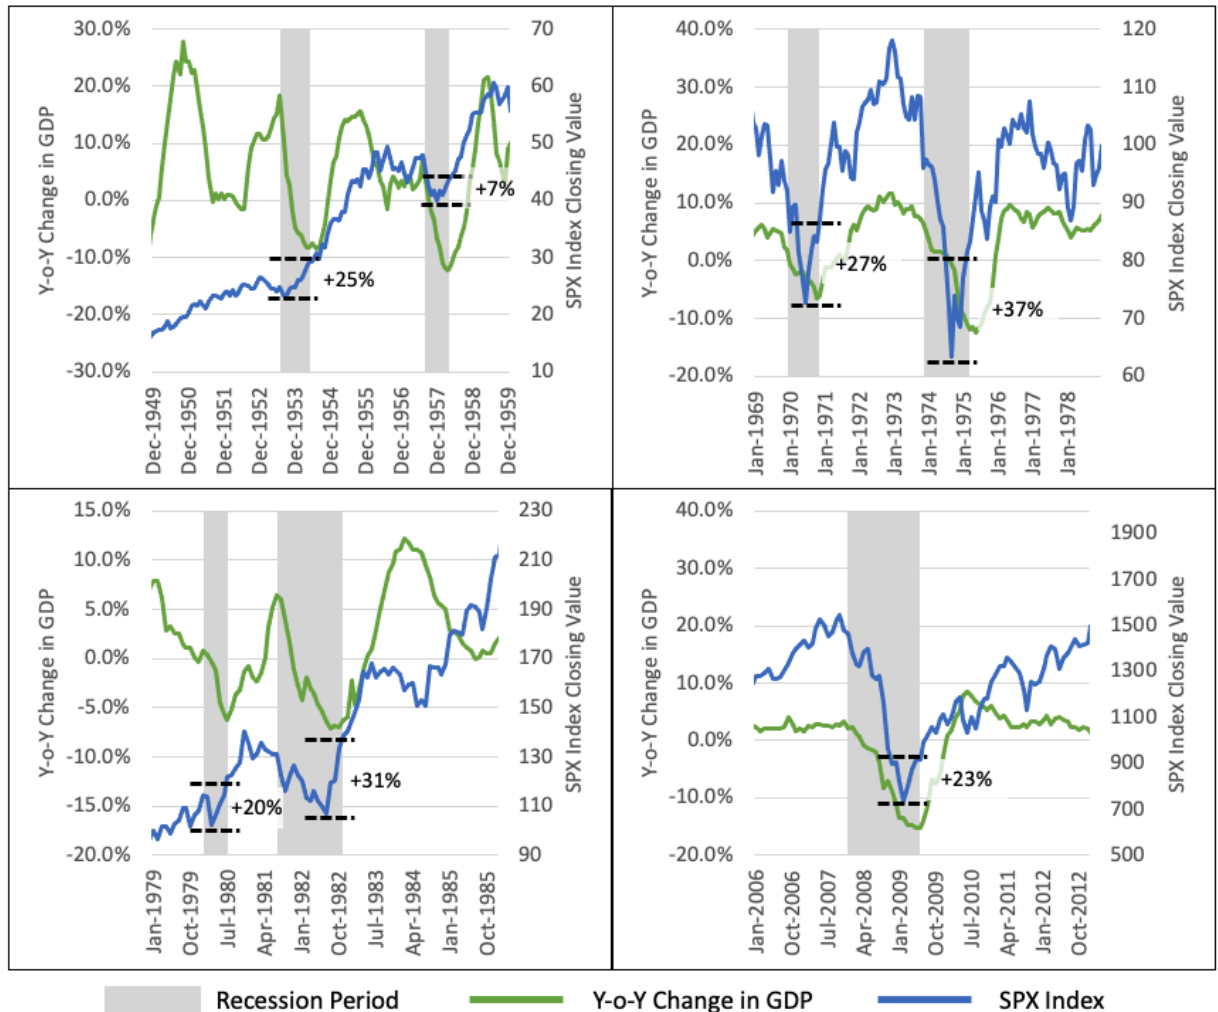 30.0%
20.0%
10.0%
0.0%
-10.0%
-20.0%
-30.0%
Y-o-Y Change in GDP
70
60
50
40
30
20
10
SPX Index Closing Value
+25%
+7%
Dec-1949
Dec-1950
Dec-1951
Dec-1952
Dec-1953
Dec-1954
Dec-1955
Dec-1956
Dec-1957
Dec-1958
Dec-1959
40.0%
30.0%
20.0%
10.0%
0.0%
-10.0%
-20.0%
Y-o-Y Change in GDP
120
110
100
90
80
70
60
SPX Index Closing Value
+27%
+37%
Jan-1969
Jan-1970
Jan-1971
Jan-1972
Jan-1973
Jan-1974
Jan-1975
Jan-1976
Jan-1977
Jan-1978
15.0%
10.0%
5.0%
0.0%
-5.0%
-10.0%
-15.0%
-20.0%
Y-o-Y Change in GDP
230
210
190
170
150
130
110
90
SPX Index Closing Value
+20%
+31%
Jan-1979
Oct-1979
Jul-1980
Apr-1981
Jan-1982
Oct-1982
Jul-1983
Apr-1984
Jan-1985
Oct-1985
40.0%
30.0%
20.0%
10.0%
0.0%
-10.0%
-20.0%
Y-o-Y Change in GDP
1900
1700
1500
1300
1100
900
700
500
SPX Index Closing Value
+23%
Jan-2006
Oct-2006
Jul-2007
Apr-2008
Jan-2009
Oct-2009
Jul-2010
Apr-2011
Jan-2012
Oct-2012
Recession Period
Y-o-Y Change in GDP
SPX Index